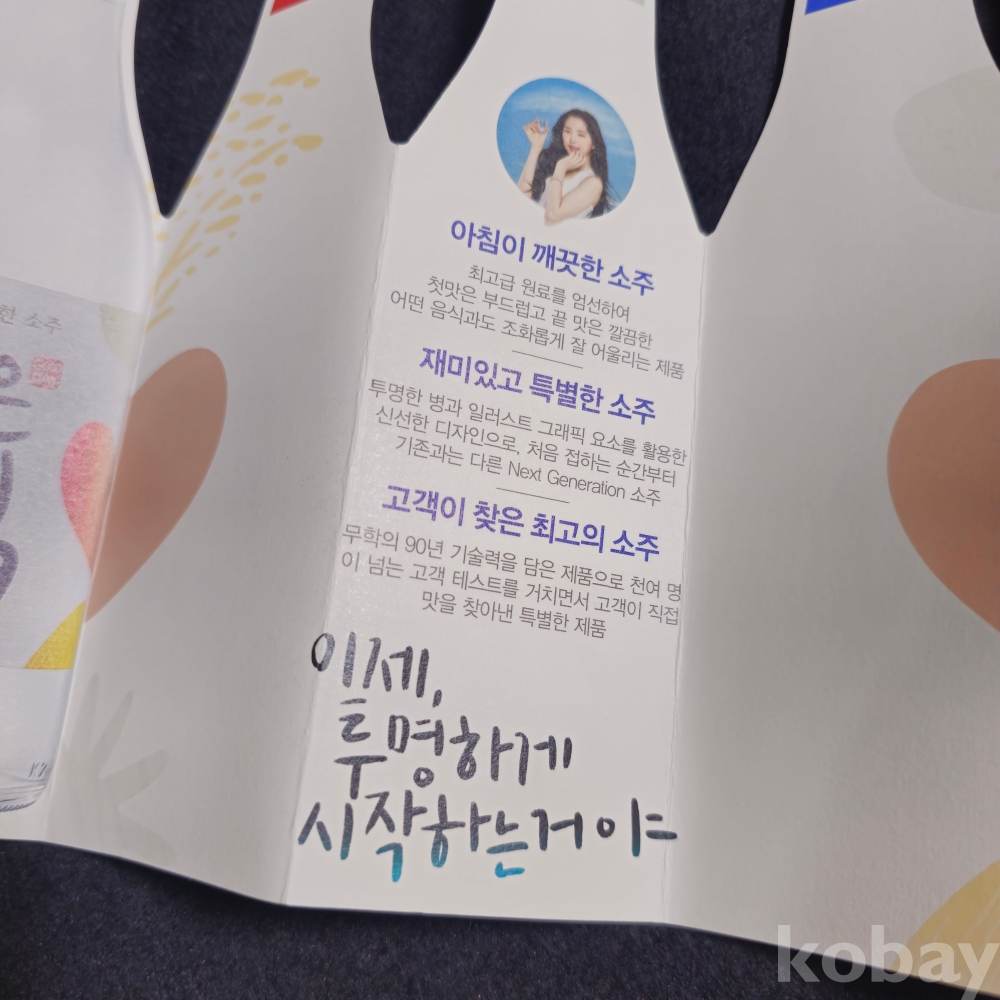 한 소주
은
아침이 깨끗한 소주
최고급 원료를 엄선하여
첫맛은 부드럽고 끝 맛은 깔끔한
어떤 음식과도 조화롭게 잘 어울리는 제품
재미있고 특별한 소주
투명한 병과 일러스트 그래픽 요소를 활용한
신선한 디자인으로, 처음 접하는 순간부터
기존과는 다른 Next Generation 소주
고객이 찾은 최고의 소주
무학의 90년 기술력을 담은 제품으로 천여 명
이 넘는 고객 테스트를 거치면서 고객이 직접
맛을 찾아낸 특별한 제품
이제,
투명하게
시작하는거야
kobay